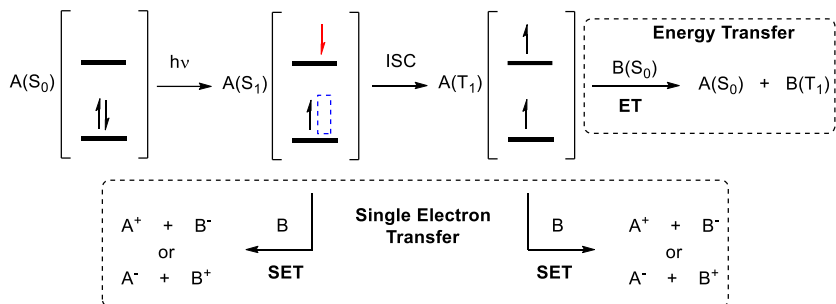 Energy Transfer
A(S₀) hν A(S₁) ISC A(T₁) B(S₀) A(S₀) + B(T₁)
ET
A⁺ + B⁻ B Single Electron B A⁺ + B⁻
or Transfer or
A⁻ + B⁺ SET SET A⁻ + B⁺